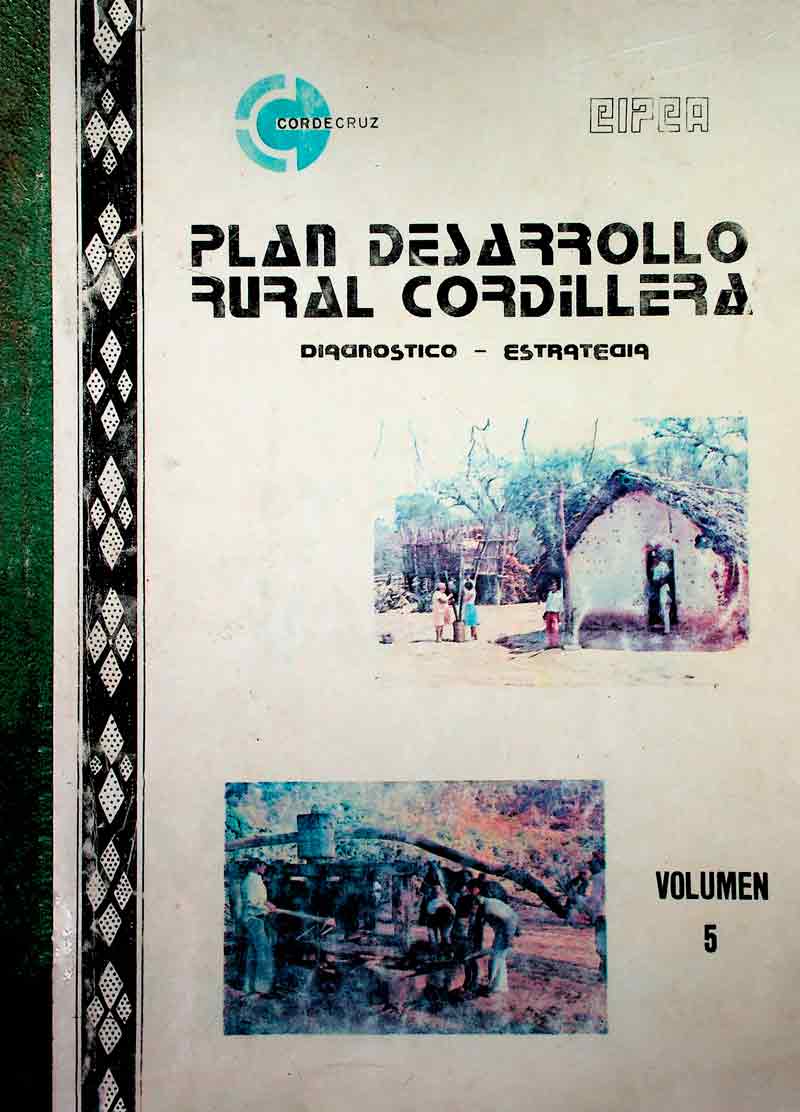 CORDECRUZ
CIPCA
PLAN DESARROLLO
RURAL CORDiLLERA
DIAGNOSTICO - ESTRATEGIA
VOLUMEN
5